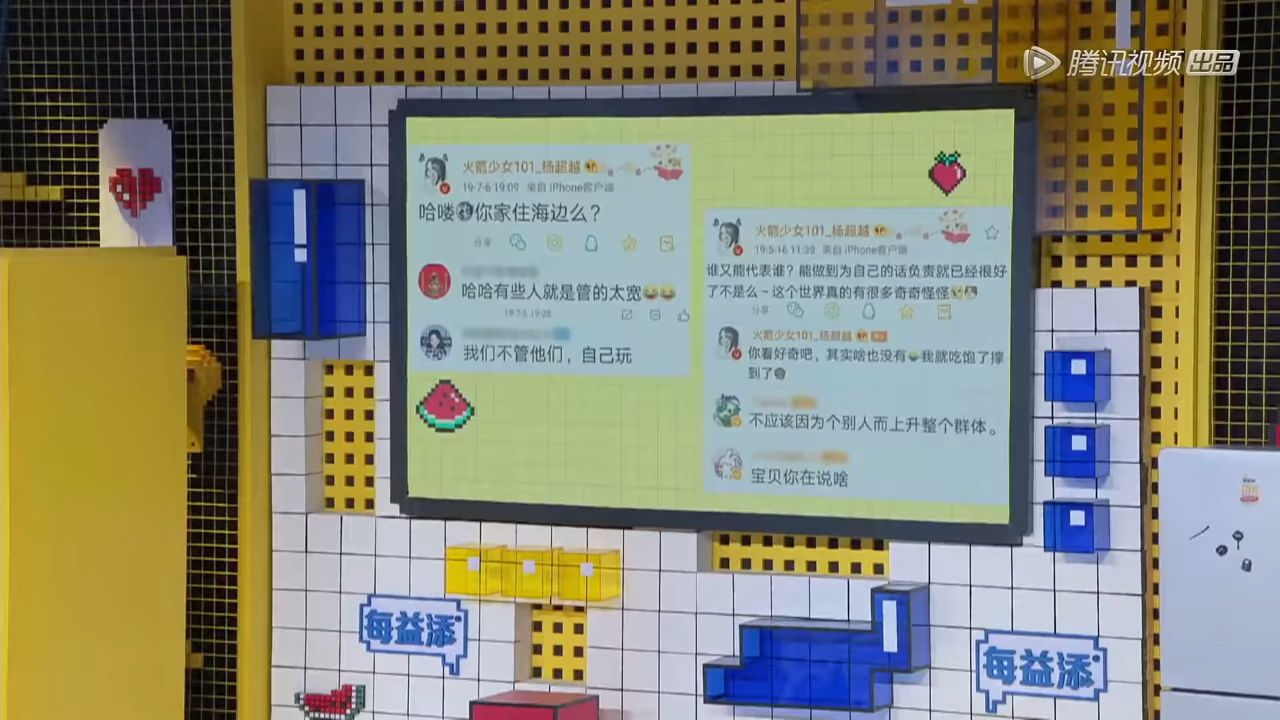 腾讯视频 出品
火箭少女101_杨超越
19-7-6 19:09 来自 iPhone客户端
哈喽你家住海边么？
分享
哈哈有些人就是管的太宽
19-7-6 19:28
我们不管他们，自己玩
火箭少女101_杨超越
19-5-16 11:39 来自 iPhone客户端
谁又能代表谁？能做到为自己的话负责就已经很好
了不是么～这个世界真的有很多奇奇怪怪
分享
火箭少女101_杨超越
你看好奇吧，其实啥也没有我就吃饱了撑
到了
不应该因为个别人而上升整个群体。
宝贝你在说啥
每益添
每益添